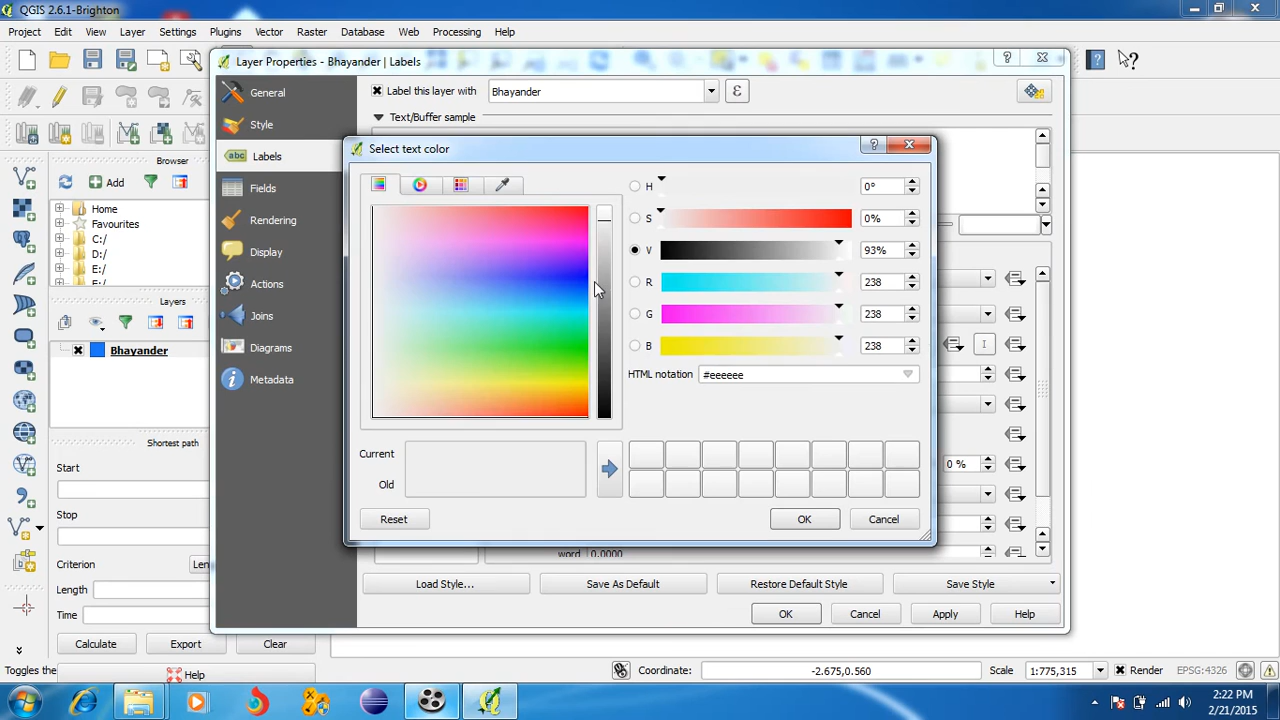 QGIS 2.6.1-Brighton
Project Edit View Layer Settings Plugins Vector Raster Database Web Processing Help
Layer Properties - Bhayander | Labels
General
Style
Labels
Fields
Rendering
Display
Actions
Joins
Diagrams
Metadata
Label this layer with Bhayander ε
Text/Buffer sample
Browser
Add
Home
Favourites
C:/
D:/
E:/
Layers
Bhayander
Shortest path
Start
Stop
Criterion Len
Length
Time
Calculate Export Clear
Help
Select text color
H 0°
S 0%
V 93%
R 238
G 238
B 238
HTML notation #eeeeee
Current
Old
Reset OK Cancel
0 %
word 0.0000
Load Style... Save As Default Restore Default Style Save Style
OK Cancel Apply Help
Toggles the
Coordinate: -2.675,0.560 Scale 1:775,315 Render EPSG:4326
2:22 PM
2/21/2015